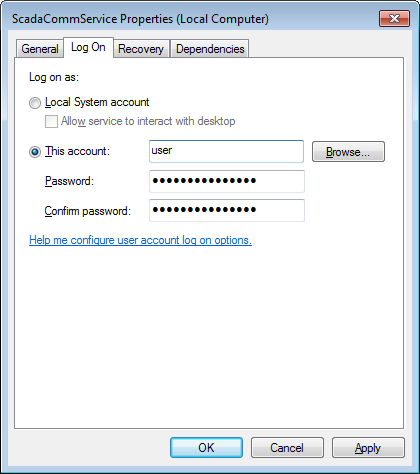 ScadaCommService Properties (Local Computer)
General Log On Recovery Dependencies
Log on as:
Local System account
Allow service to interact with desktop
This account: user Browse...
Password: •••••••••••••••
Confirm password: •••••••••••••••
Help me configure user account log on options.
OK Cancel Apply